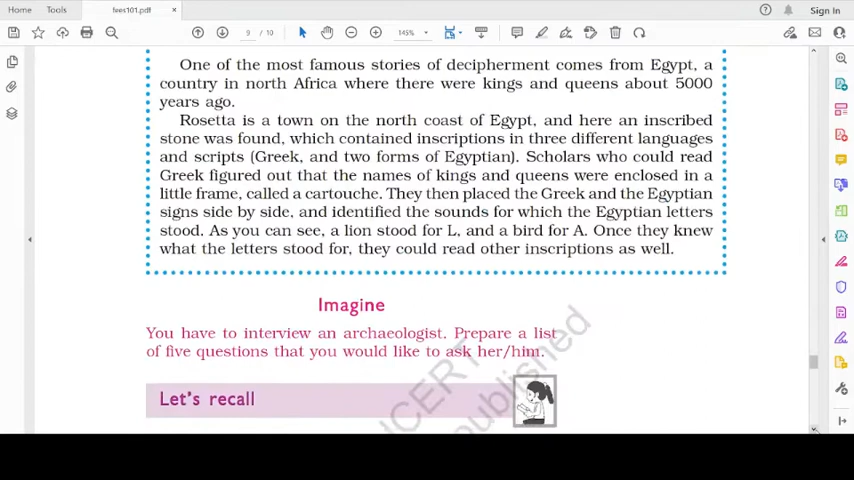 Home Tools fees101.pdf × Sign In
9 / 10 145%
One of the most famous stories of decipherment comes from Egypt, a
country in north Africa where there were kings and queens about 5000
years ago.
Rosetta is a town on the north coast of Egypt, and here an inscribed
stone was found, which contained inscriptions in three different languages
and scripts (Greek, and two forms of Egyptian). Scholars who could read
Greek figured out that the names of kings and queens were enclosed in a
little frame, called a cartouche. They then placed the Greek and the Egyptian
signs side by side, and identified the sounds for which the Egyptian letters
stood. As you can see, a lion stood for L, and a bird for A. Once they knew
what the letters stood for, they could read other inscriptions as well.
Imagine
You have to interview an archaeologist. Prepare a list
of five questions that you would like to ask her/him.
Let's recall
NCERT
published